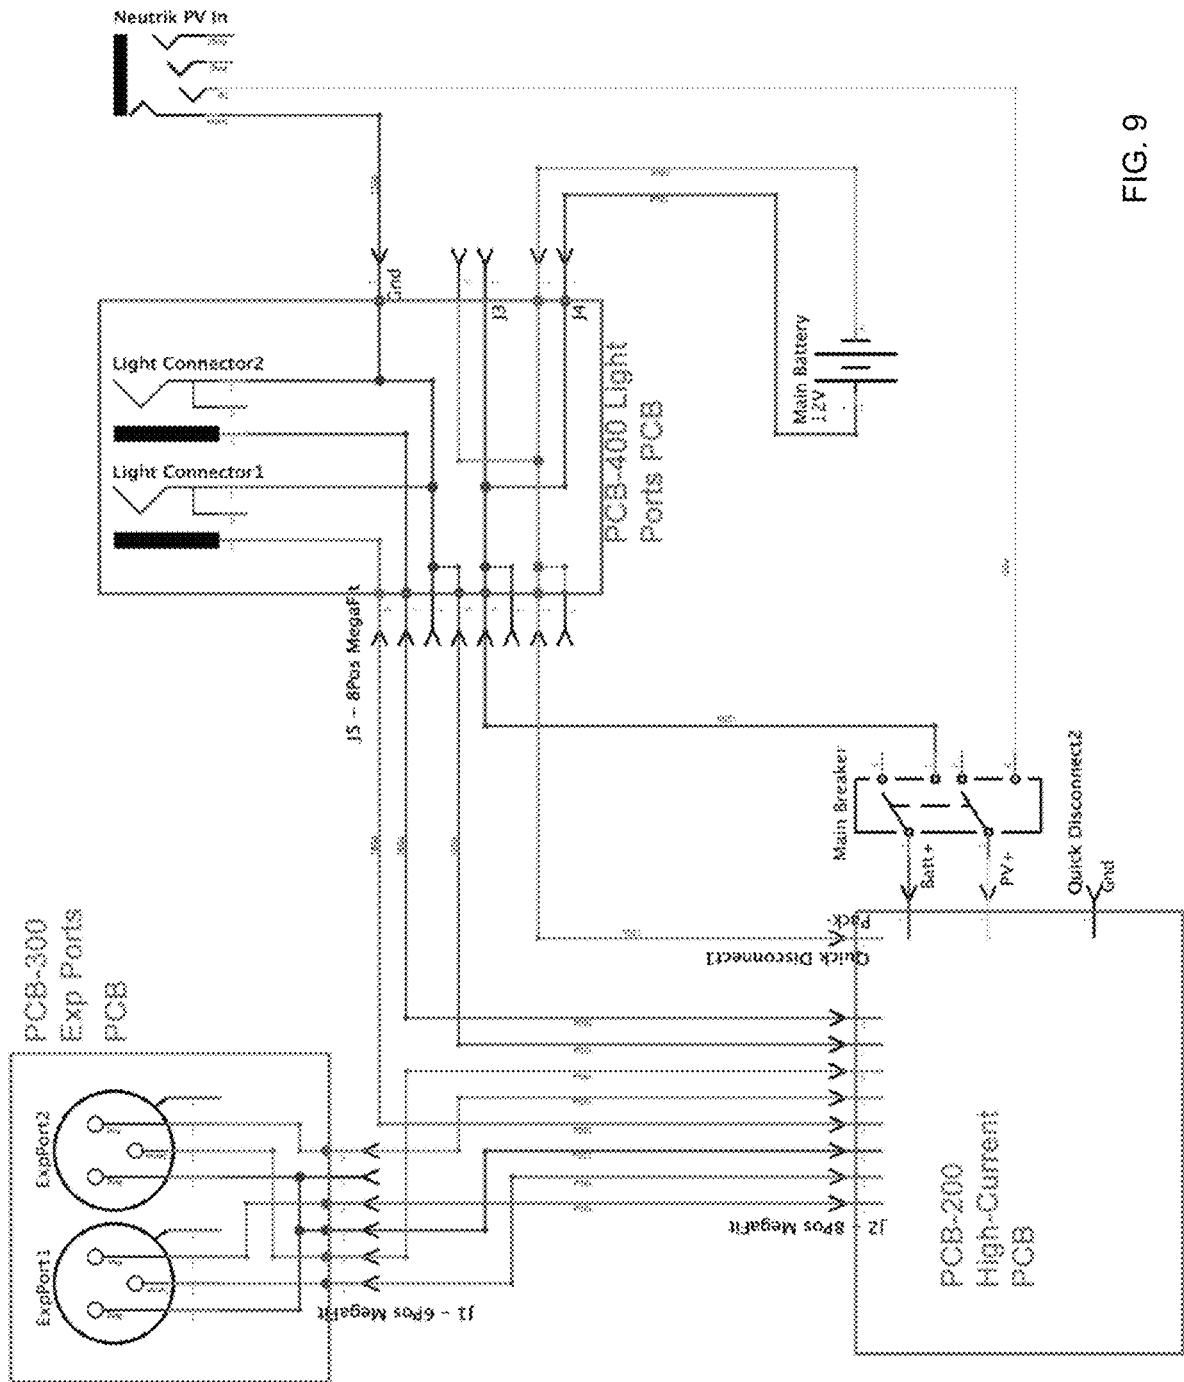 Neutrik PV In
FIG. 9
Gnd
J3
J4
Light Connector2
Light Connector1
PCB-400 Light
Ports PCB
Main Battery
12V
J5 - 8Pos MegaFit
Main Breaker
Batt+
PV+
Quick Disconnect2
Gnd
Pack-
Quick Disconnect1
PCB-300
Exp Ports
PCB
ExpPort2
ExpPort1
J1 - 6Pos MegaFit
J2 - 8Pos MegaFit
PCB-200
High-Current
PCB